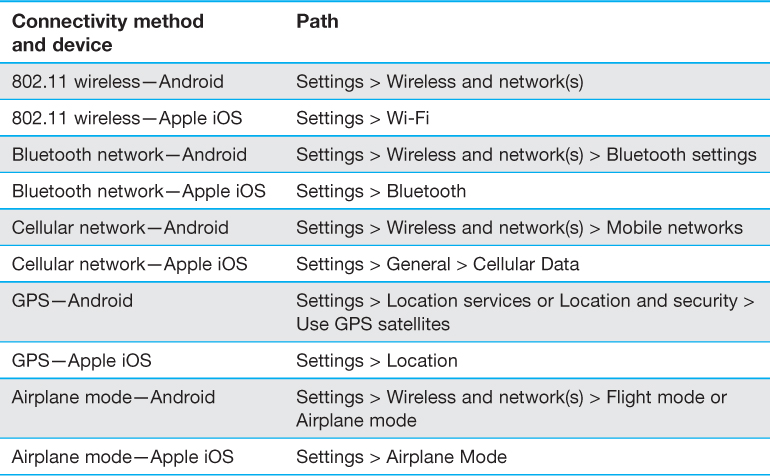 Connectivity method Path
and device
802.11 wireless—Android Settings > Wireless and network(s)
802.11 wireless—Apple iOS Settings > Wi-Fi
Bluetooth network—Android Settings > Wireless and network(s) > Bluetooth settings
Bluetooth network—Apple iOS Settings > Bluetooth
Cellular network—Android Settings > Wireless and network(s) > Mobile networks
Cellular network—Apple iOS Settings > General > Cellular Data
GPS—Android Settings > Location services or Location and security >
Use GPS satellites
GPS—Apple iOS Settings > Location
Airplane mode—Android Settings > Wireless and network(s) > Flight mode or
Airplane mode
Airplane mode—Apple iOS Settings > Airplane Mode